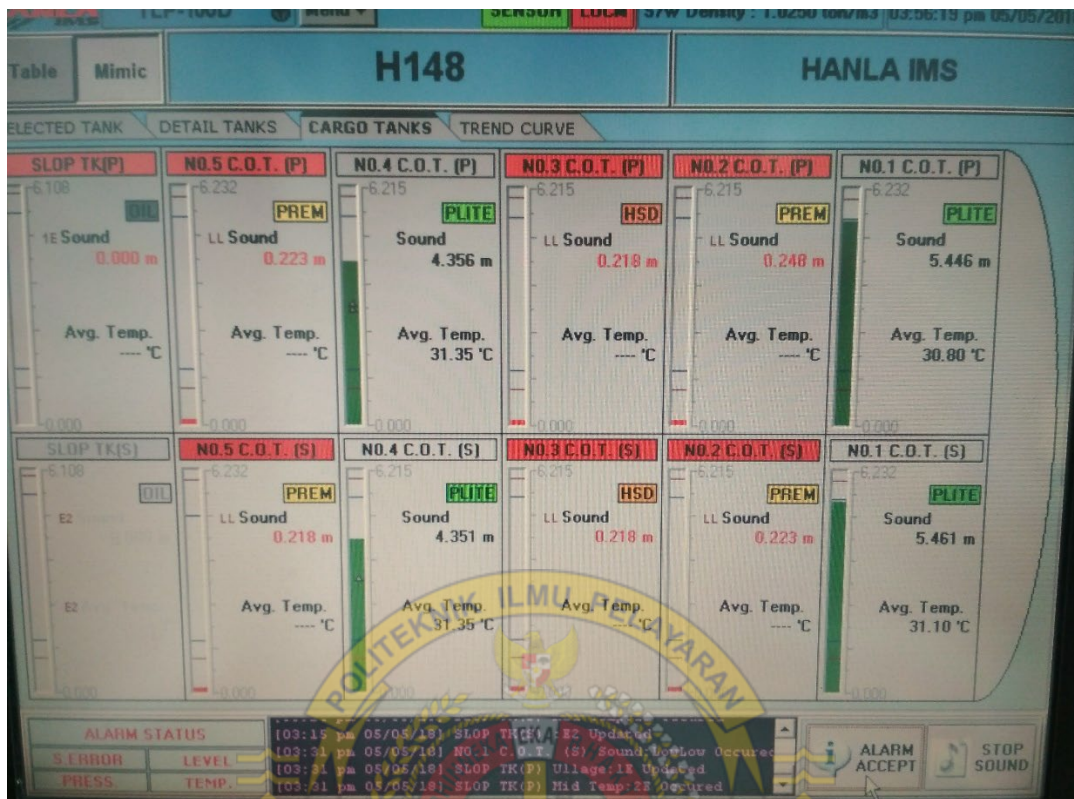 TLP-100D Menu SENSOR LOCAL S/W Density : 1.0250 ton/m3 03:56:19 pm 05/05/201
IMS
Table Mimic H148 HANLA IMS
ELECTED TANK DETAIL TANKS CARGO TANKS TREND CURVE
SLOP TK(P) NO.5 C.O.T. (P) NO.4 C.O.T. (P) NO.3 C.O.T. (P) NO.2 C.O.T. (P) NO.1 C.O.T. (P)
6.108 6.232 6.215 6.215 6.215 6.232
OIL PREM PLITE HSD PREM PLITE
1E Sound LL Sound Sound LL Sound LL Sound Sound
0.000 m 0.223 m 4.356 m 0.218 m 0.248 m 5.446 m
Avg. Temp. Avg. Temp. Avg. Temp. Avg. Temp. Avg. Temp. Avg. Temp.
---- °C ---- °C 31.35 °C ---- °C ---- °C 30.80 °C
0.000 0.000 0.000 0.000 0.000 0.000
SLOP TK(S) NO.5 C.O.T. (S) NO.4 C.O.T. (S) NO.3 C.O.T. (S) NO.2 C.O.T. (S) NO.1 C.O.T. (S)
6.108 6.232 6.215 6.215 6.215 6.232
OIL PREM PLITE HSD PREM PLITE
E2 LL Sound Sound LL Sound LL Sound Sound
0.218 m 4.351 m 0.218 m 0.223 m 5.461 m
E2 Avg. Temp. Avg. Temp. Avg. Temp. Avg. Temp. Avg. Temp. Avg. Temp.
---- °C 31.35 °C °C ---- °C 31.10 °C
0.000 0.000 0.000 0.000 0.000
POLITEKNIK ILMU PELAYARAN
ALARM STATUS
S.ERROR LEVEL
PRESS. TEMP.
[03:15 pm 05/05/18] SLOP TK(S) :E2 Updated
[03:31 pm 05/05/18] NO.1 C.O.T. (S) Sound:LowLow Occured
[03:31 pm 05/05/18] SLOP TK(P) Ullage:1E Updated
[03:31 pm 05/05/18] SLOP TK(P) Mid Temp:2E Occured
ALARM ACCEPT
STOP SOUND